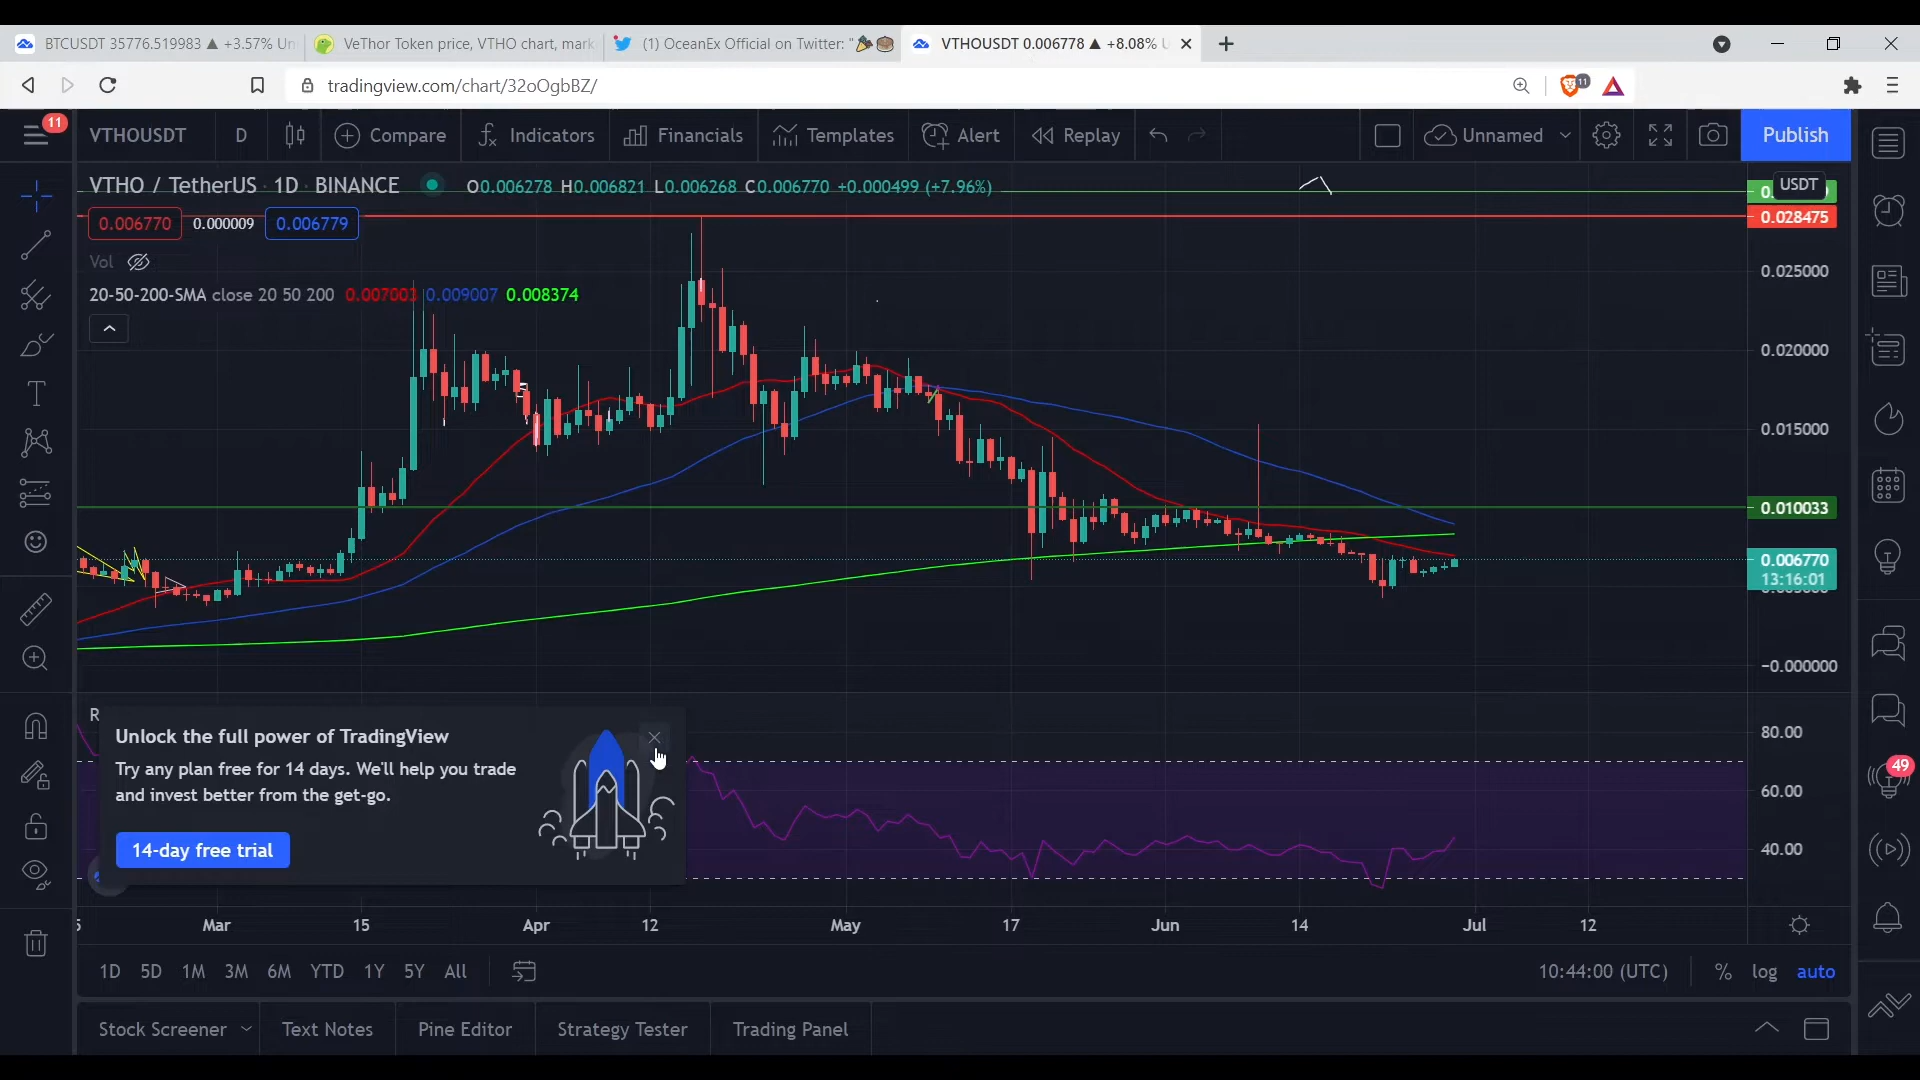 BTCUSDT 35776.519983 ▲ +3.57% Un
VeThor Token price, VTHO chart, mark
(1) OceanEx Official on Twitter: "
VTHOUSDT 0.006778 ▲ +8.08% U
tradingview.com/chart/32oOgbBZ/
11
11
VTHOUSDT
D
Compare
Indicators
Financials
Templates
Alert
Replay
Unnamed
Publish
VTHO / TetherUS 1D BINANCE
O0.006278 H0.006821 L0.006268 C0.006770 +0.000499 (+7.96%)
USDT
0.006770
0.000009
0.006779
0.028475
Vol
20-50-200-SMA close 20 50 200 0.007003 0.009007 0.008374
0.025000
0.020000
0.015000
0.010033
0.006770
13:16:01
−0.000000
R
Unlock the full power of TradingView
Try any plan free for 14 days. We'll help you trade
and invest better from the get-go.
14-day free trial
80.00
60.00
40.00
49
Mar
15
Apr
12
May
17
Jun
14
Jul
12
1D 5D 1M 3M 6M YTD 1Y 5Y All
10:44:00 (UTC)
%
log
auto
Stock Screener
Text Notes
Pine Editor
Strategy Tester
Trading Panel